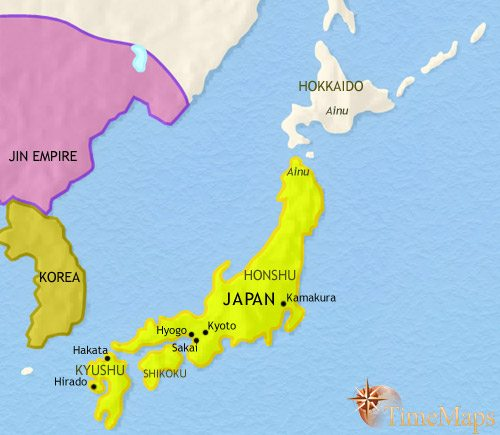 HOKKAIDO
Ainu
JIN EMPIRE
Ainu
KOREA
HONSHU
JAPAN
Kamakura
Hyogo
Kyoto
Sakai
Hakata
KYUSHU
SHIKOKU
Hirado
TimeMaps